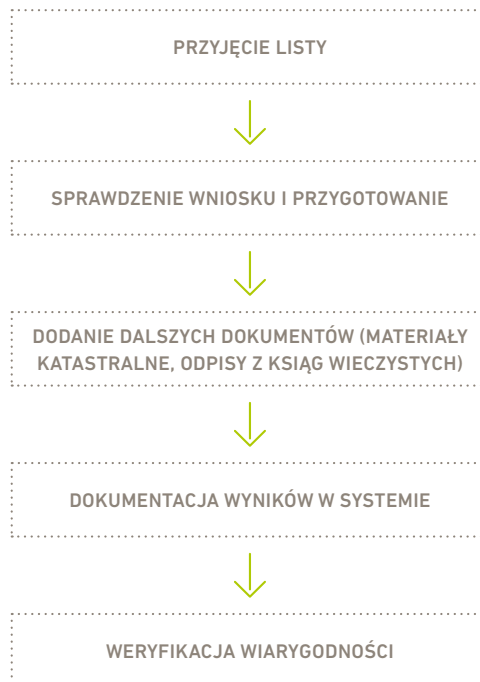 PRZYJĘCIE LISTY
SPRAWDZENIE WNIOSKU I PRZYGOTOWANIE
DODANIE DALSZYCH DOKUMENTÓW (MATERIAŁY
KATASTRALNE, ODPISY Z KSIĄG WIECZYSTYCH)
DOKUMENTACJA WYNIKÓW W SYSTEMIE
WERYFIKACJA WIARYGODNOŚCI